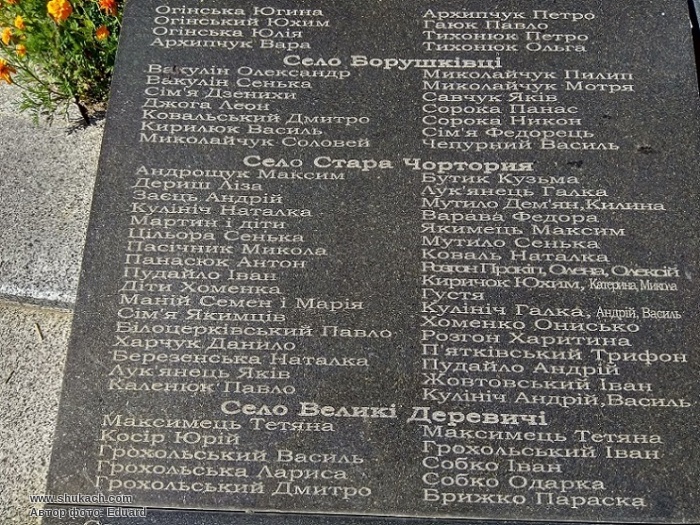 Огінська Югина
Огінський Юхим
Огінська Юлія
Архипчук Вара
Архипчук Петро
Гаюк Павло
Тихонюк Петро
Тихонюк Ольга
Село Борушківці
Вакулін Олександр
Вакулін Сенька
Сім'я Дзенихи
Джога Леон
Ковальський Дмитро
Кирилюк Василь
Миколайчук Соловей
Миколайчук Пилип
Миколайчук Мотря
Савчук Яків
Сорока Панас
Сорока Никон
Сім'я Федорець
Чепурний Василь
Село Стара Чортория
Андрощук Максим
Дериш Ліза
Заєць Андрій
Кулініч Наталка
Мартин і діти
Цільора Сенька
Пасічник Микола
Панасюк Антон
Пудайло Іван
Діти Хоменка
Маній Семен і Марія
Сім'я Якимців
Білоцерківський Павло
Харчук Данило
Березенська Наталка
Лук'янець Яків
Каленюк Павло
Бутик Кузьма
Лук'янець Галка
Мутило Дем'ян,Килина
Варава Федора
Якимець Максим
Мутило Сенька
Коваль Наталка
Розгон Прокіп, Олена, Олексій
Киричок Юхим, Катерина, Микола
Густя
Кулініч Галка, Андрій, Василь
Хоменко Онисько
Розгон Харитина
П'ятківський Трифон
Пудайло Андрій
Жовтовський Іван
Кулініч Андрій,Василь
Село Великі Деревичі
Максимець Тетяна
Косір Юрій
Грохольський Василь
Грохольська Лариса
Грохольський Дмитро
Максимець Тетяна
Грохольський Іван
Собко Іван
Собко Одарка
Брижко Параска
www.shukach.com
Автор фото: Eduard